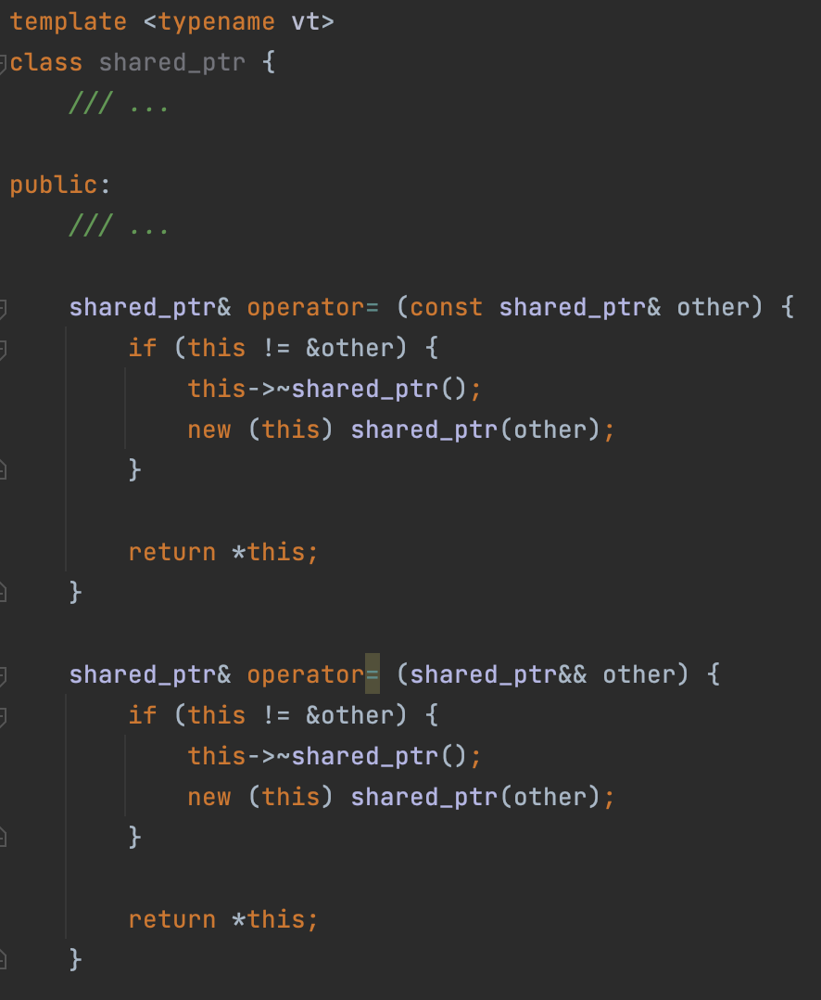 template <typename vt>
class shared_ptr {
    /// ...

public:
    /// ...

    shared_ptr& operator= (const shared_ptr& other) {
        if (this != &other) {
            this->~shared_ptr();
            new (this) shared_ptr(other);
        }

        return *this;
    }

    shared_ptr& operator= (shared_ptr&& other) {
        if (this != &other) {
            this->~shared_ptr();
            new (this) shared_ptr(other);
        }

        return *this;
    }